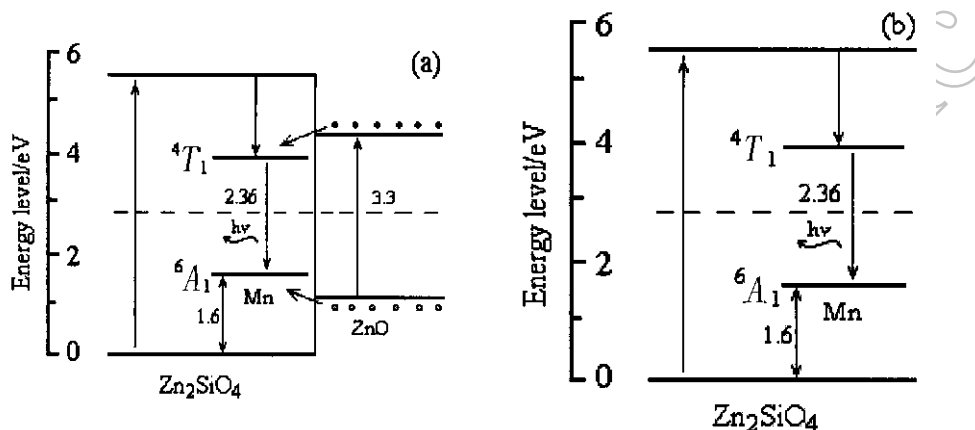 (a)
Energy level/eV
6
4
2
0
⁴T₁
2.36
hν
⁶A₁
Mn
1.6
3.3
ZnO
Zn₂SiO₄
(b)
Energy level/eV
6
4
2
0
⁴T₁
2.36
hν
⁶A₁
Mn
1.6
Zn₂SiO₄